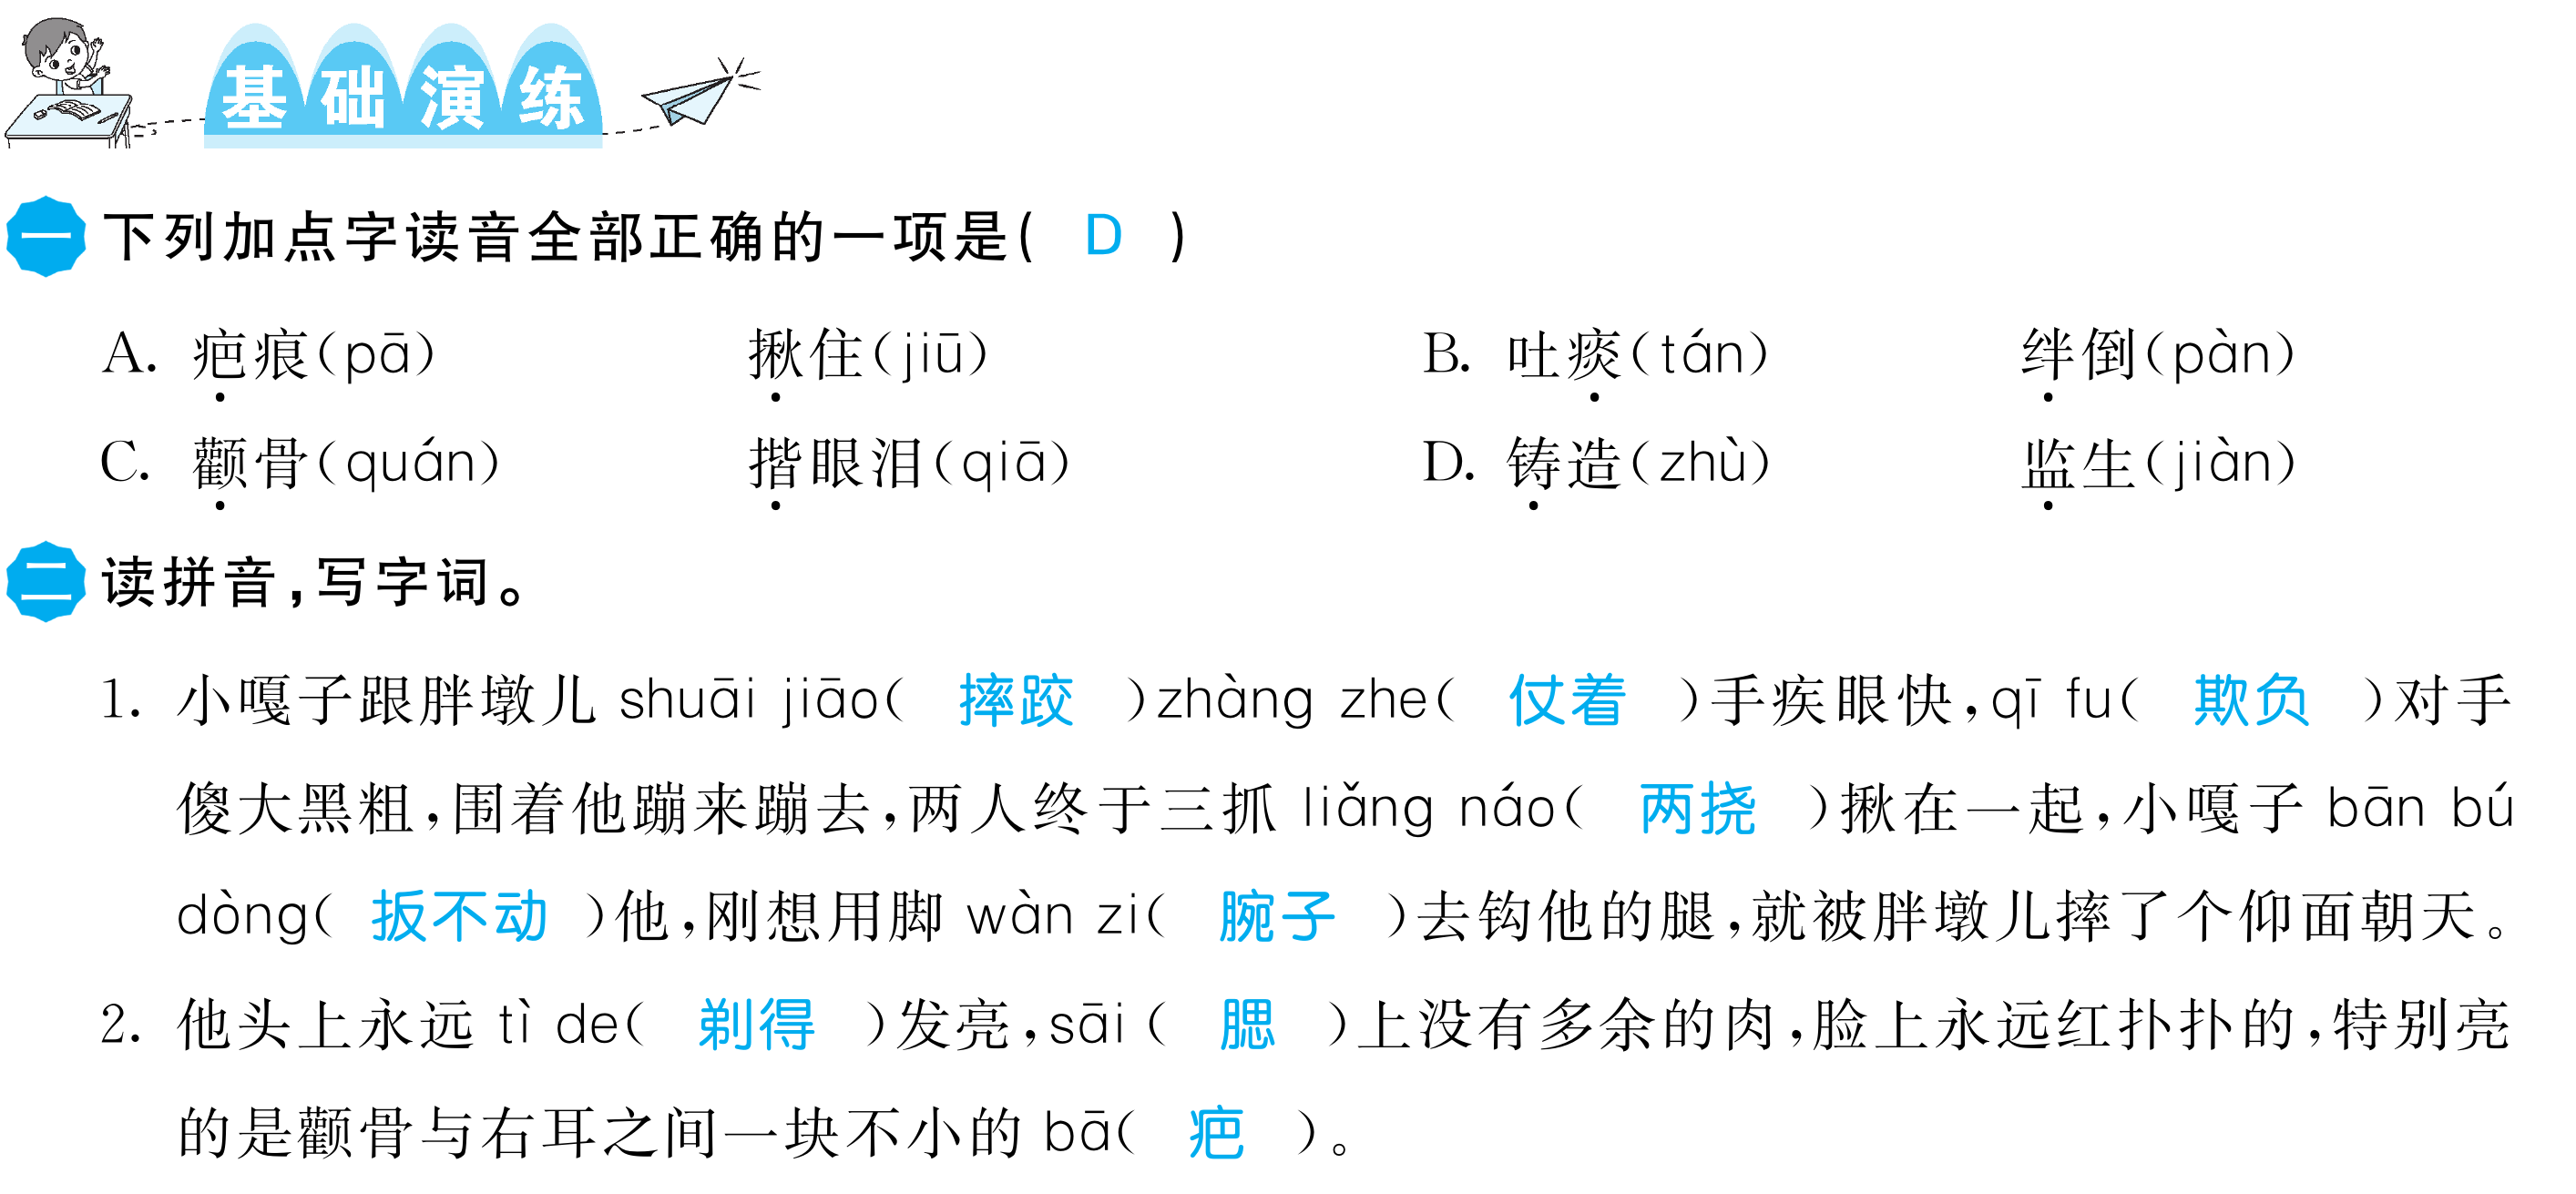 基础演练
一 下列加点字读音全部正确的一项是( D )
A. 疤痕(pā) 揪住(jiū) B. 吐痰(tán) 绊倒(pàn)
C. 颧骨(quán) 揩眼泪(qiā) D. 铸造(zhù) 监生(jiàn)
二 读拼音,写字词。
1. 小嘎子跟胖墩儿 shuāi jiāo( 摔跤 )zhàng zhe( 仗着 )手疾眼快,qī fu( 欺负 )对手
傻大黑粗,围着他蹦来蹦去,两人终于三抓 liǎng náo( 两挠 )揪在一起,小嘎子 bān bú
dòng( 扳不动 )他,刚想用脚 wàn zi( 腕子 )去钩他的腿,就被胖墩儿摔了个仰面朝天。
2. 他头上永远 tì de( 剃得 )发亮,sāi( 腮 )上没有多余的肉,脸上永远红扑扑的,特别亮
的是颧骨与右耳之间一块不小的 bā( 疤 )。